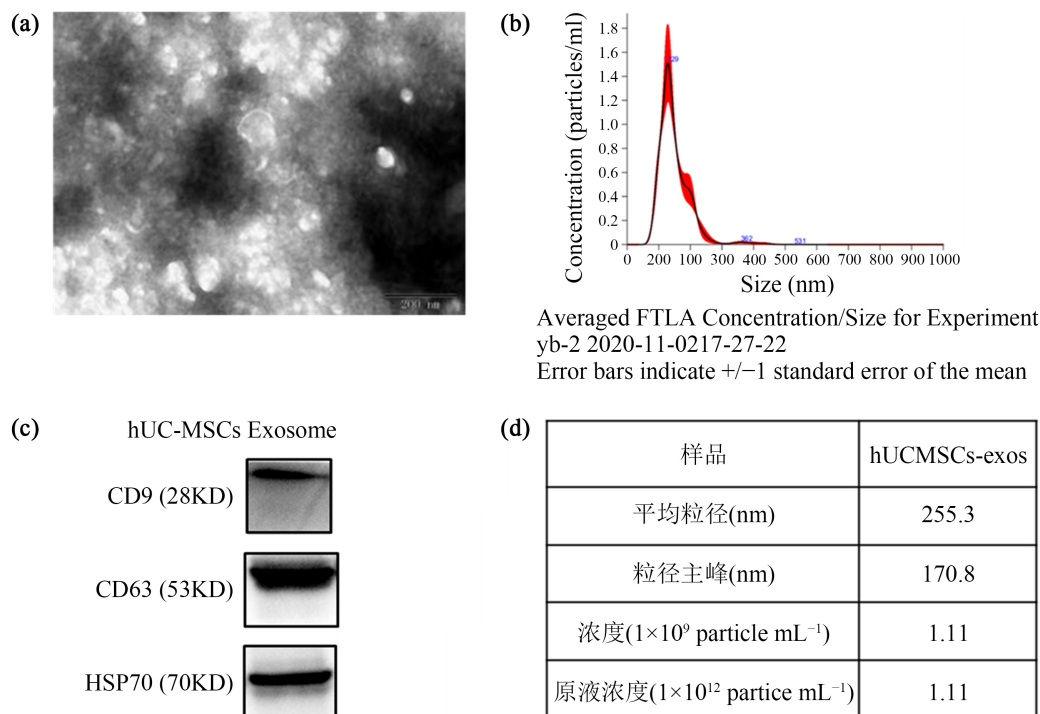 (a)
200 nm
(b)
Concentration (particles/ml)
1.8
1.6
1.4
1.2
1.0
0.8
0.6
0.4
0.2
0
29
362
531
0 200 100 200 300 400 500 600 700 800 900 1000
Size (nm)
Averaged FTLA Concentration/Size for Experiment
yb-2 2020-11-0217-27-22
Error bars indicate +/−1 standard error of the mean
(c)
hUC-MSCs Exosome
CD9 (28KD)
CD63 (53KD)
HSP70 (70KD)
(d)
样品 hUCMSCs-exos
平均粒径(nm) 255.3
粒径主峰(nm) 170.8
浓度(1×10⁹ particle mL⁻¹) 1.11
原液浓度(1×10¹² partice mL⁻¹) 1.11